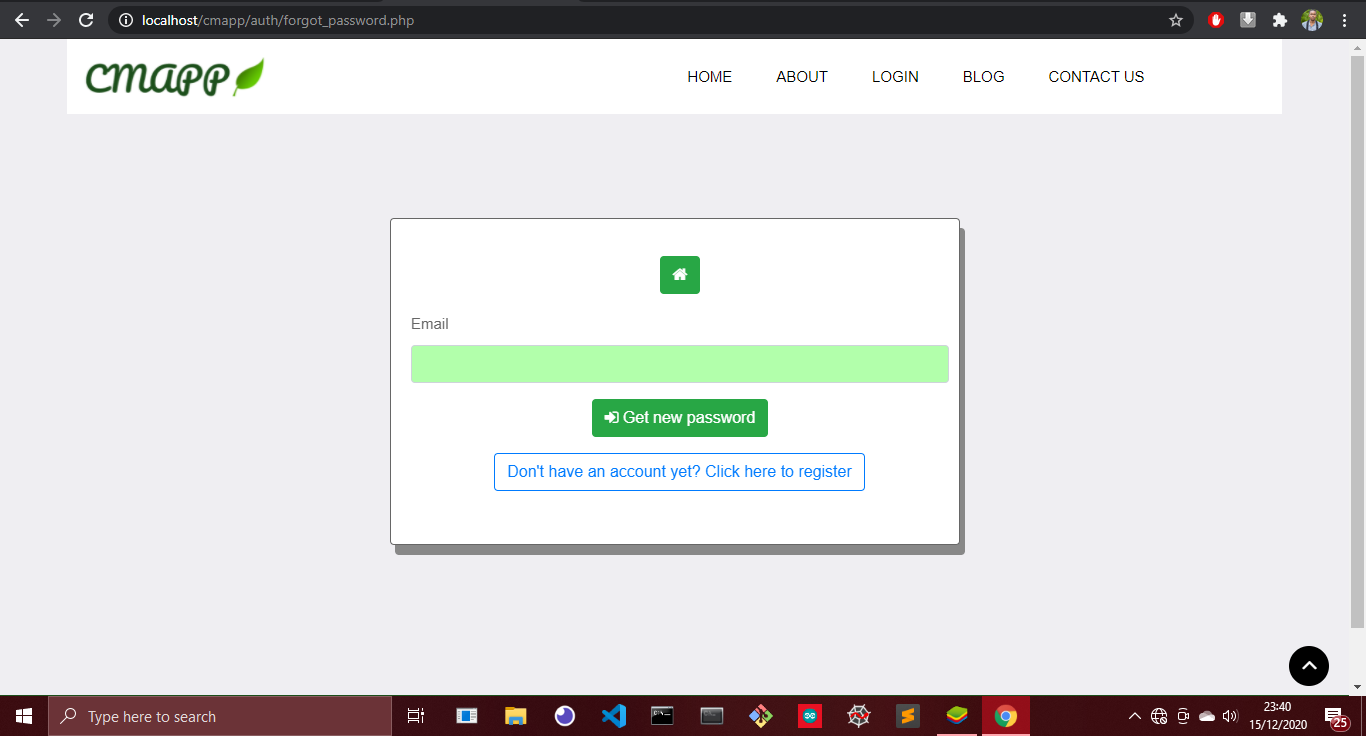 localhost/cmapp/auth/forgot_password.php
cmapp
HOME ABOUT LOGIN BLOG CONTACT US
Email
Get new password
Don't have an account yet? Click here to register
Type here to search
23:40
15/12/2020
25